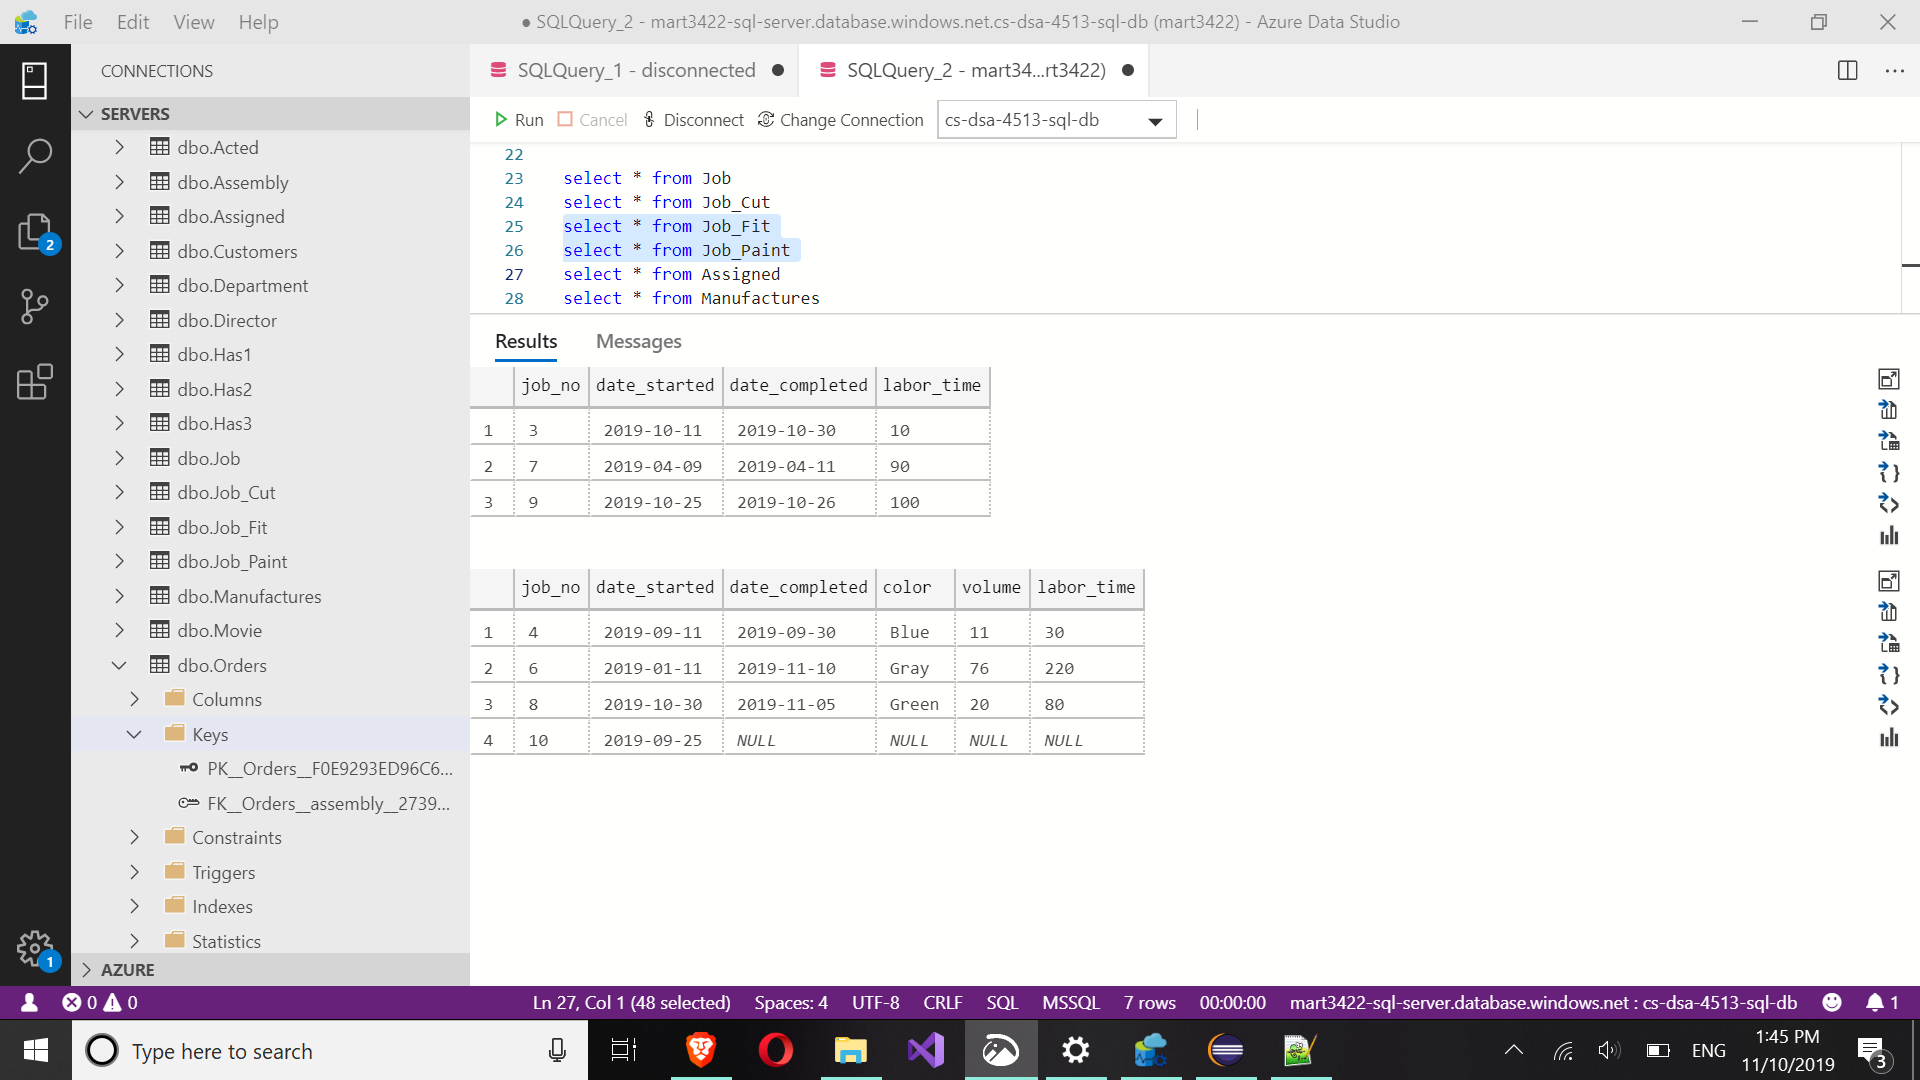 File Edit View Help
● SQLQuery_2 - mart3422-sql-server.database.windows.net.cs-dsa-4513-sql-db (mart3422) - Azure Data Studio
CONNECTIONS
SQLQuery_1 - disconnected ●
SQLQuery_2 - mart34...rt3422) ●
SERVERS
Run Cancel Disconnect Change Connection cs-dsa-4513-sql-db
dbo.Acted
dbo.Assembly
dbo.Assigned
dbo.Customers
dbo.Department
dbo.Director
dbo.Has1
dbo.Has2
dbo.Has3
dbo.Job
dbo.Job_Cut
dbo.Job_Fit
dbo.Job_Paint
dbo.Manufactures
dbo.Movie
dbo.Orders
Columns
Keys
PK__Orders__F0E9293ED96C6...
FK__Orders__assembly__2739...
Constraints
Triggers
Indexes
Statistics
AZURE
2
1
22
23 select * from Job
24 select * from Job_Cut
25 select * from Job_Fit
26 select * from Job_Paint
27 select * from Assigned
28 select * from Manufactures
Results Messages
job_no date_started date_completed labor_time
1 3 2019-10-11 2019-10-30 10
2 7 2019-04-09 2019-04-11 90
3 9 2019-10-25 2019-10-26 100
job_no date_started date_completed color volume labor_time
1 4 2019-09-11 2019-09-30 Blue 11 30
2 6 2019-01-11 2019-11-10 Gray 76 220
3 8 2019-10-30 2019-11-05 Green 20 80
4 10 2019-09-25 NULL NULL NULL NULL
0 0 Ln 27, Col 1 (48 selected) Spaces: 4 UTF-8 CRLF SQL MSSQL 7 rows 00:00:00 mart3422-sql-server.database.windows.net : cs-dsa-4513-sql-db 1
Type here to search
ENG
1:45 PM
11/10/2019
3